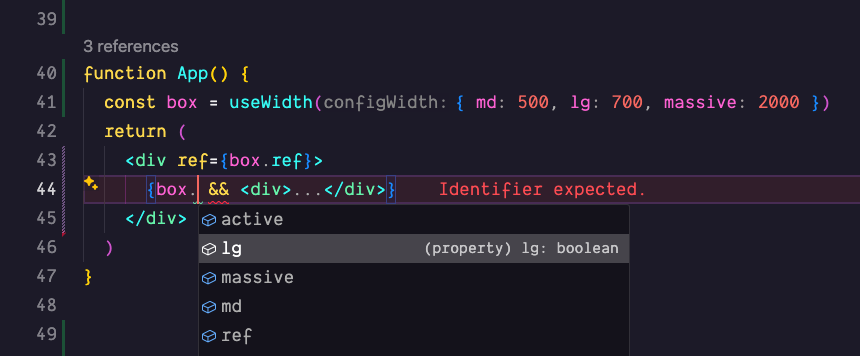 39
3 references
40 function App() {
41 const box = useWidth(configWidth: { md: 500, lg: 700, massive: 2000 })
42 return (
43 <div ref={box.ref}>
44 {box. && <div>...</div>} Identifier expected.
active
45 </div>
lg (property) lg: boolean
46 )
massive
47 }
md
48
ref
49